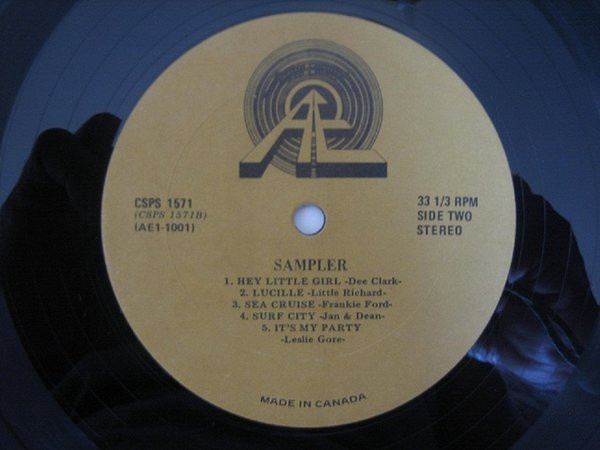 CSPS 1571
(CSPS 1571B)
(AE1-1001)
33 1/3 RPM
SIDE TWO
STEREO
SAMPLER
1. HEY LITTLE GIRL -Dee Clark-
2. LUCILLE -Little Richard-
3. SEA CRUISE -Frankie Ford-
4. SURF CITY -Jan & Dean-
5. IT'S MY PARTY
-Leslie Gore-
MADE IN CANADA